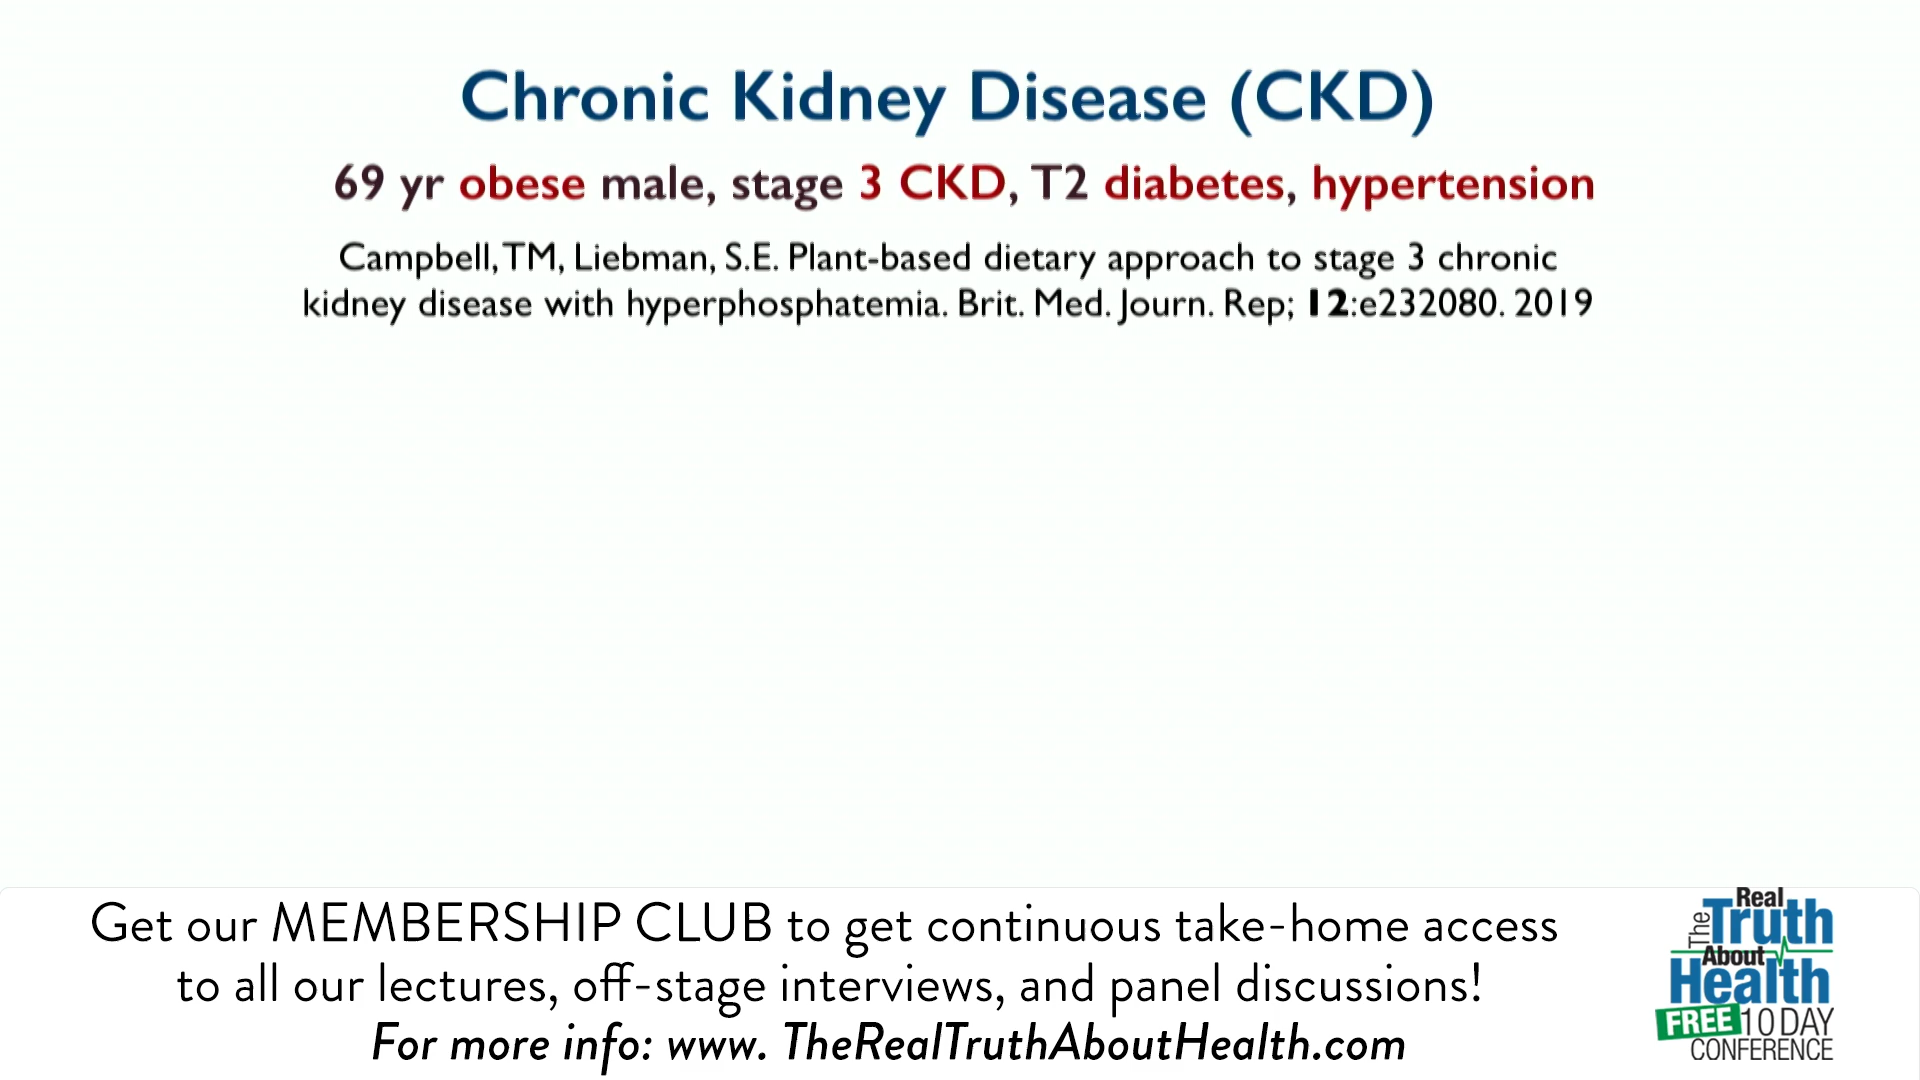 Chronic Kidney Disease (CKD)
69 yr obese male, stage 3 CKD, T2 diabetes, hypertension
Campbell, TM, Liebman, S.E. Plant-based dietary approach to stage 3 chronic
kidney disease with hyperphosphatemia. Brit. Med. Journ. Rep; 12:e232080. 2019
Get our MEMBERSHIP CLUB to get continuous take-home access
to all our lectures, off-stage interviews, and panel discussions!
For more info: www. TheRealTruthAboutHealth.com
The Real
Truth
About
Health
FREE 10 DAY
CONFERENCE